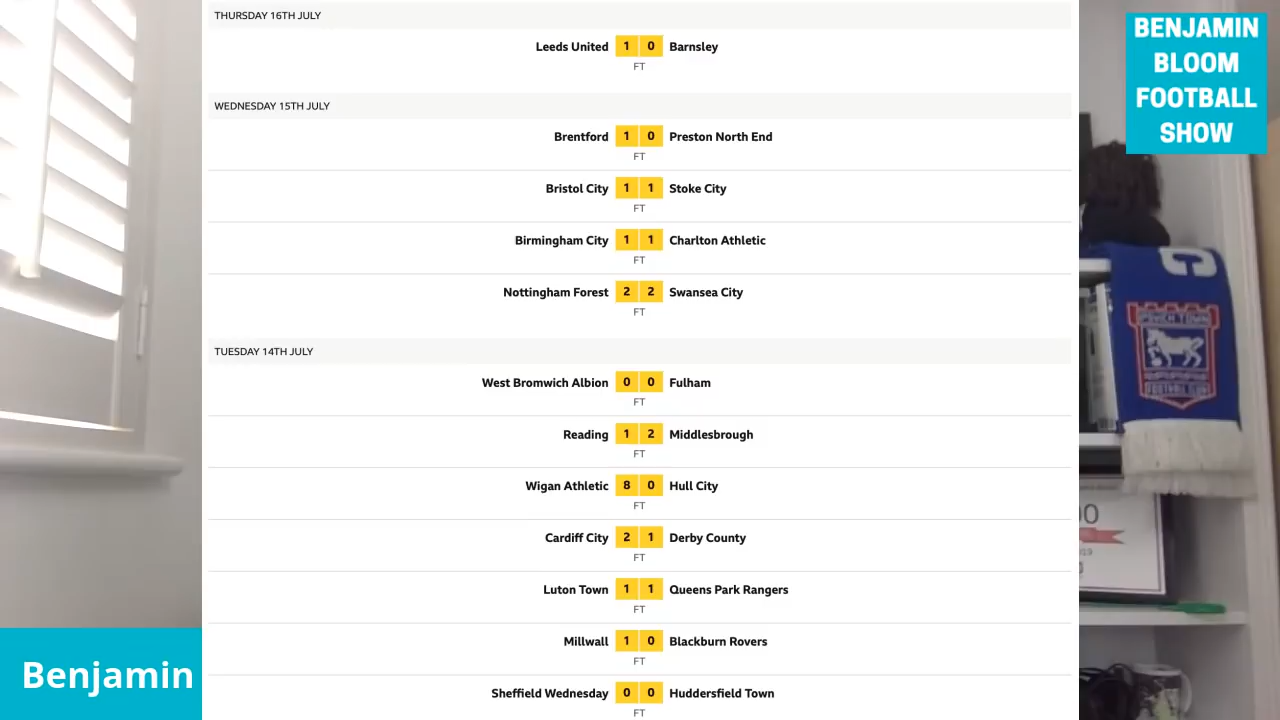 THURSDAY 16TH JULY
Leeds United 1 0 Barnsley
FT
WEDNESDAY 15TH JULY
Brentford 1 0 Preston North End
FT
Bristol City 1 1 Stoke City
FT
Birmingham City 1 1 Charlton Athletic
FT
Nottingham Forest 2 2 Swansea City
FT
TUESDAY 14TH JULY
West Bromwich Albion 0 0 Fulham
FT
Reading 1 2 Middlesbrough
FT
Wigan Athletic 8 0 Hull City
FT
Cardiff City 2 1 Derby County
FT
Luton Town 1 1 Queens Park Rangers
FT
Millwall 1 0 Blackburn Rovers
FT
Sheffield Wednesday 0 0 Huddersfield Town
FT
BENJAMIN
BLOOM
FOOTBALL
SHOW
TOWN
FOOTBALL CLUB
Benjamin